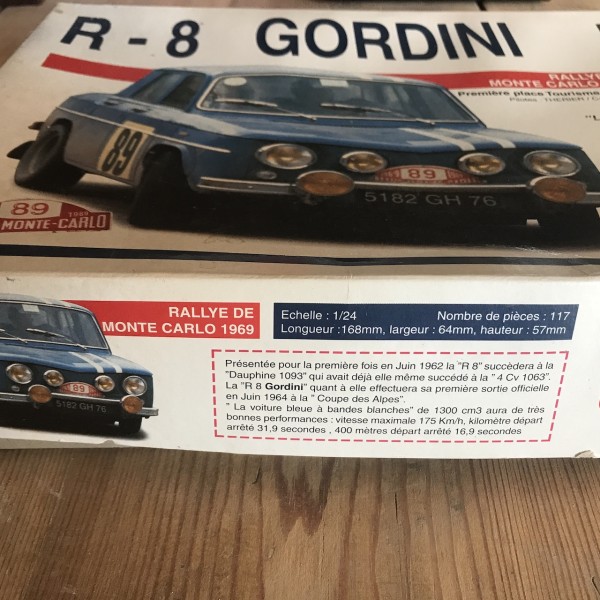 R - 8 GORDINI
RALLYE
MONTE CARLO
Première place Tourisme
Pilotes THERIER / C
"L
89
89
5182 GH 76
89 1969
MONTE-CARLO
RALLYE DE
MONTE CARLO 1969
Echelle : 1/24 Nombre de pièces : 117
Longueur :168mm, largeur : 64mm, hauteur : 57mm
Présentée pour la première fois en Juin 1962 la "R 8" succèdera à la
"Dauphine 1093" qui avait déjà elle même succédé à la " 4 Cv 1063".
La "R 8 Gordini" quant à elle effectuera sa première sortie officielle
en Juin 1964 à la " Coupe des Alpes".
" La voiture bleue à bandes blanches" de 1300 cm3 aura de très
bonnes performances : vitesse maximale 175 Km/h, kilomètre départ
arrêté 31,9 secondes , 400 mètres départ arrêté 16,9 secondes
89
5182 GH 76